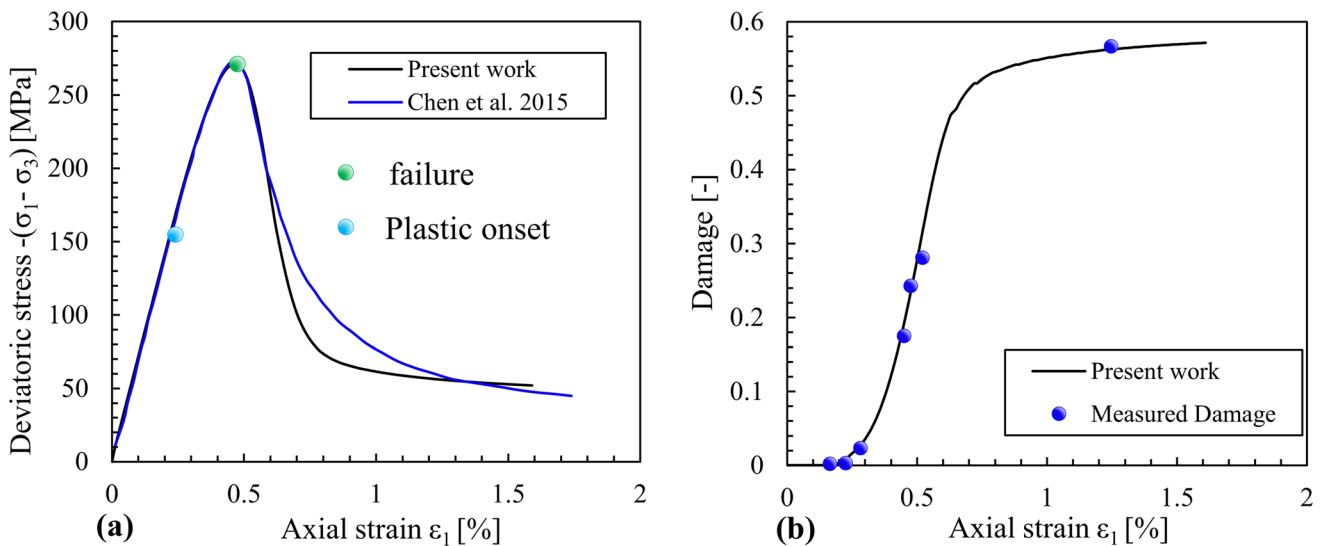 300
250
200
150
100
50
0
Deviatoric stress -(σ₁- σ₃) [MPa]
Present work
Chen et al. 2015
failure
Plastic onset
0 0.5 1 1.5 2
(a) Axial strain ε₁ [%]
0.6
0.5
0.4
0.3
0.2
0.1
0
Damage [-]
Present work
Measured Damage
0 0.5 1 1.5 2
(b) Axial strain ε₁ [%]